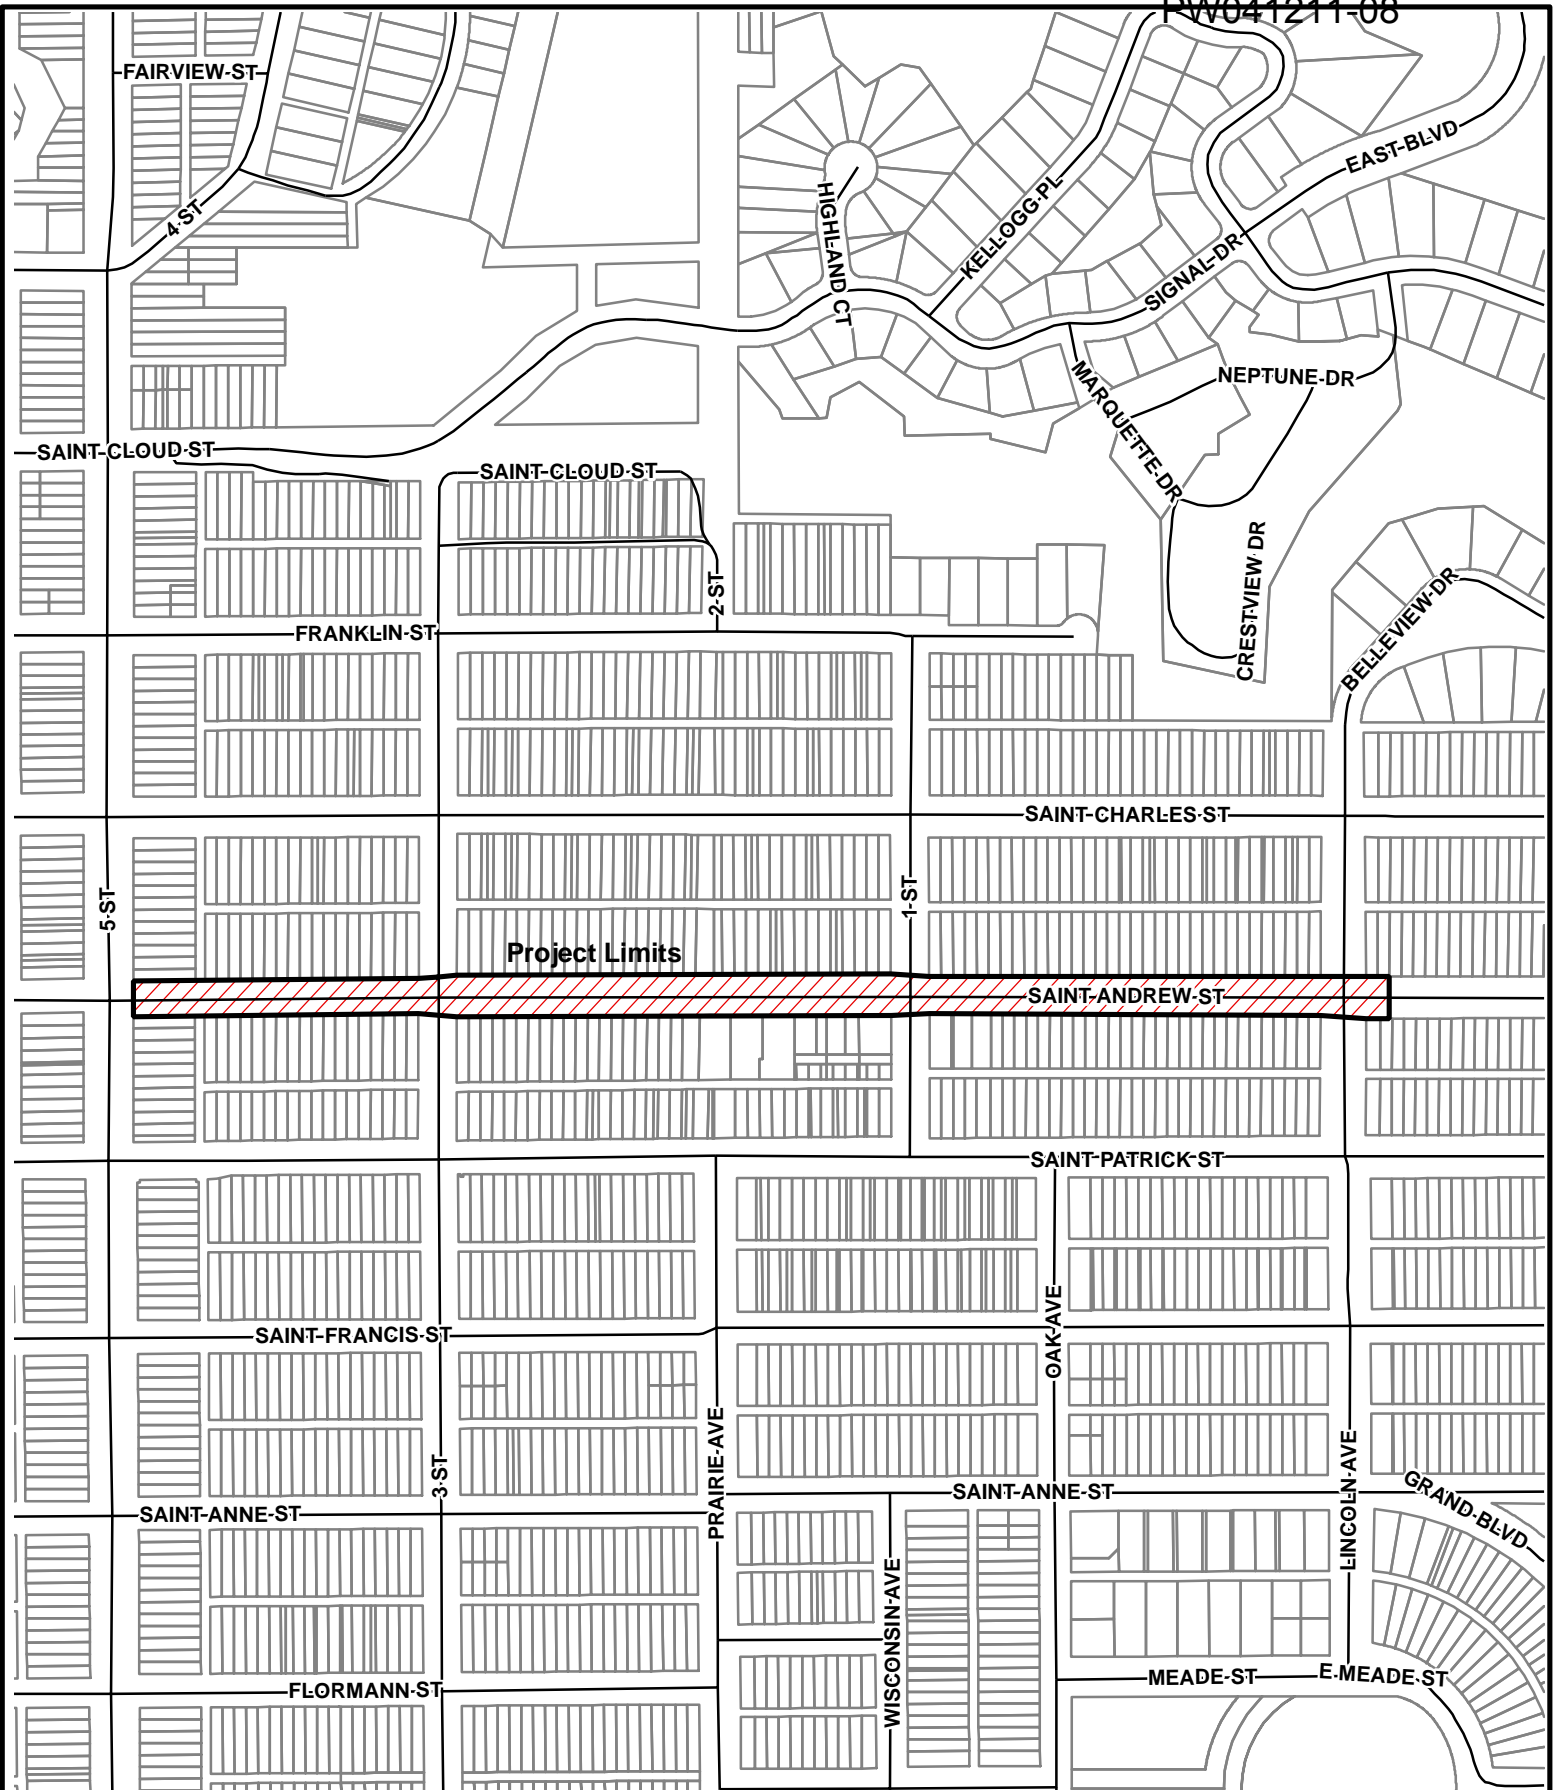 PW041211-08
FAIRVIEW ST
4 ST
EAST BLVD
HIGHLAND CT
KELLOGG PL
SIGNAL DR
NEPTUNE DR
MARQUETTE DR
SAINT CLOUD ST
SAINT CLOUD ST
2 ST
CRESTVIEW DR
BELLEVIEW DR
FRANKLIN ST
SAINT CHARLES ST
5 ST
1 ST
Project Limits
SAINT ANDREW ST
SAINT PATRICK ST
OAK AVE
SAINT FRANCIS ST
3 ST
PRAIRIE AVE
LINCOLN AVE
SAINT ANNE ST
SAINT ANNE ST
GRAND BLVD
WISCONSIN AVE
MEADE ST
E MEADE ST
FLORMANN ST